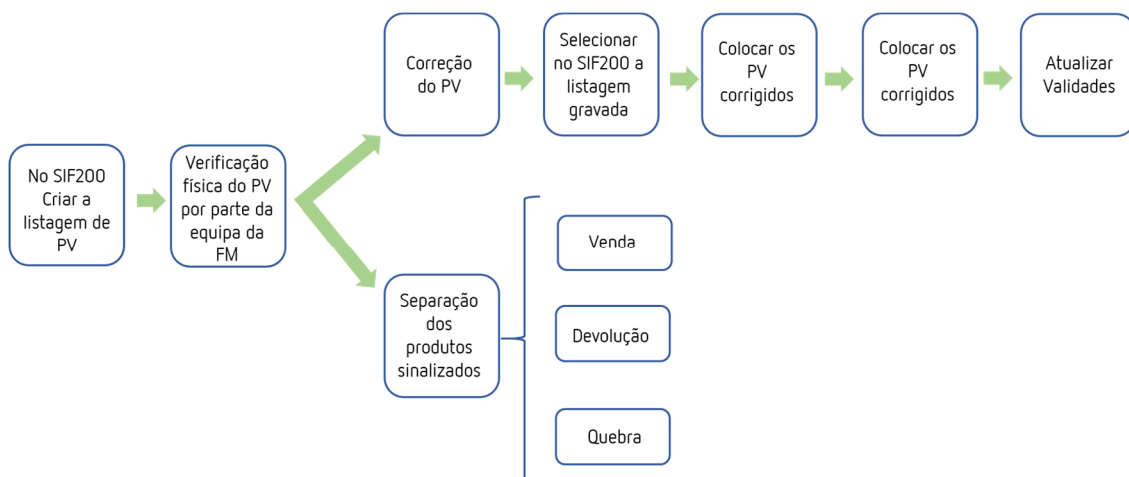 No SIF200
Criar a
listagem de
PV
Verificação
física do PV
por parte da
equipa da
FM
Correção
do PV
Selecionar
no SIF200 a
listagem
gravada
Colocar os
PV
corrigidos
Colocar os
PV
corrigidos
Atualizar
Validades
Separação
dos
produtos
sinalizados
Venda
Devolução
Quebra